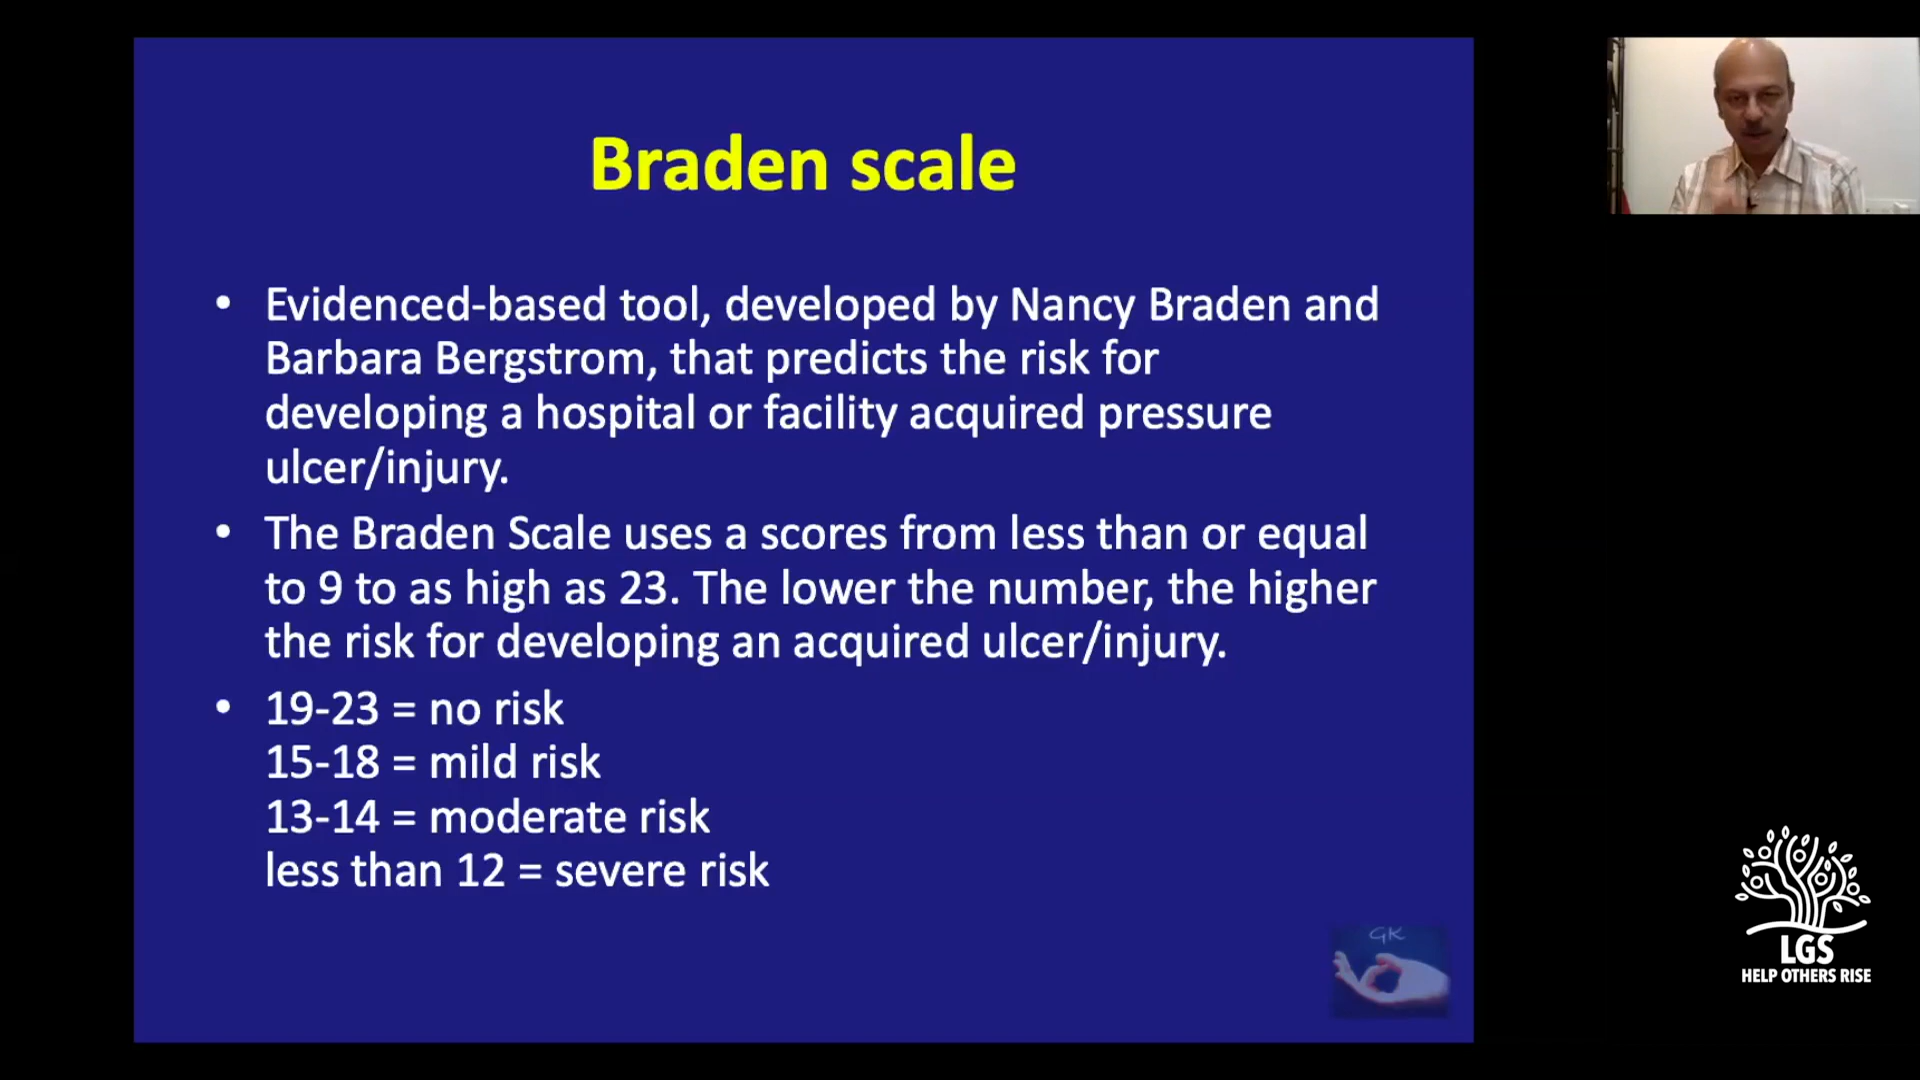 Braden scale
• Evidenced-based tool, developed by Nancy Braden and
Barbara Bergstrom, that predicts the risk for
developing a hospital or facility acquired pressure
ulcer/injury.
• The Braden Scale uses a scores from less than or equal
to 9 to as high as 23. The lower the number, the higher
the risk for developing an acquired ulcer/injury.
• 19-23 = no risk
15-18 = mild risk
13-14 = moderate risk
less than 12 = severe risk
GK
LGS
HELP OTHERS RISE